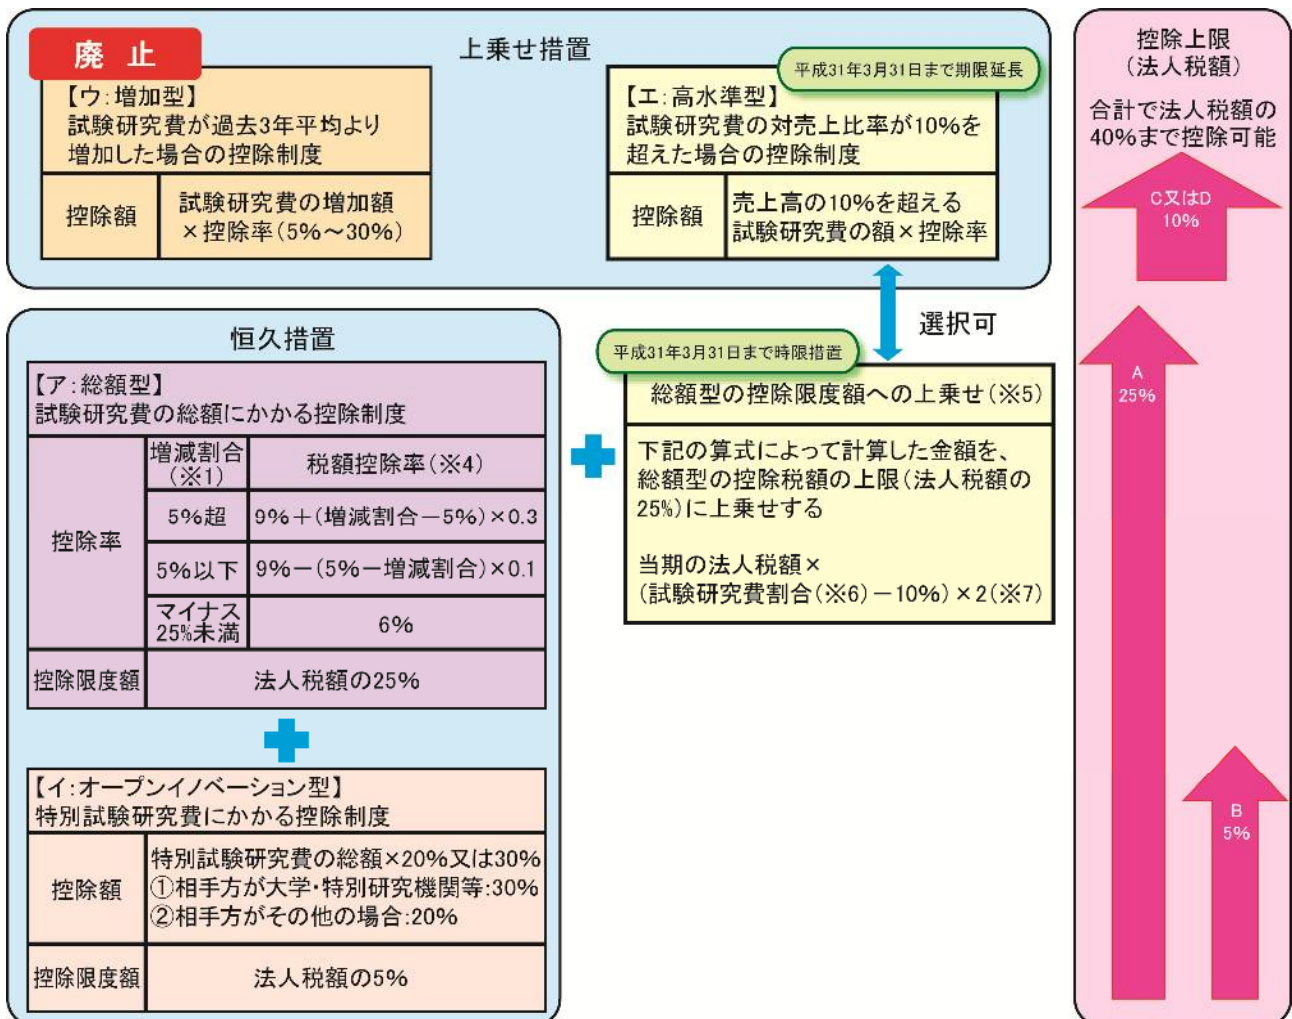 廃止
上乗せ措置
【ウ:増加型】
試験研究費が過去3年平均より
増加した場合の控除制度
控除額
試験研究費の増加額
×控除率(5%～30%)
平成31年3月31日まで期限延長
【エ:高水準型】
試験研究費の対売上比率が10%を
超えた場合の控除制度
控除額
売上高の10%を超える
試験研究費の額×控除率
選択可
恒久措置
【ア:総額型】
試験研究費の総額にかかる控除制度
控除率
増減割合
(※1)
税額控除率(※4)
5%超
9%＋(増減割合－5%)×0.3
5%以下
9%－(5%－増減割合)×0.1
マイナス
25%未満
6%
控除限度額
法人税額の25%
【イ:オープンイノベーション型】
特別試験研究費にかかる控除制度
控除額
特別試験研究費の総額×20%又は30%
①相手方が大学・特別研究機関等:30%
②相手方がその他の場合:20%
控除限度額
法人税額の5%
平成31年3月31日まで時限措置
総額型の控除限度額への上乗せ(※5)
下記の算式によって計算した金額を、
総額型の控除税額の上限(法人税額の
25%)に上乗せする
当期の法人税額×
(試験研究費割合(※6)－10%)×2(※7)
控除上限
(法人税額)
合計で法人税額の
40%まで控除可能
C又はD
10%
A
25%
B
5%